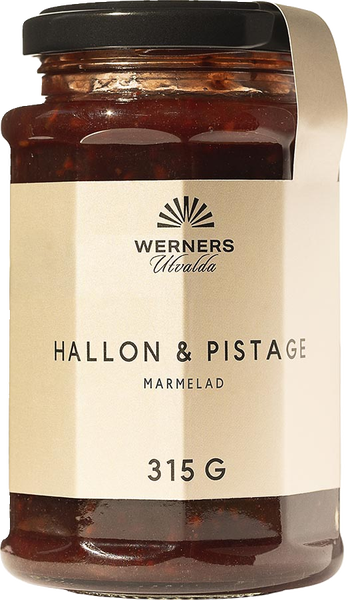 WERNERS
Utvalda
HALLON & PISTAGE
MARMELAD
315 G